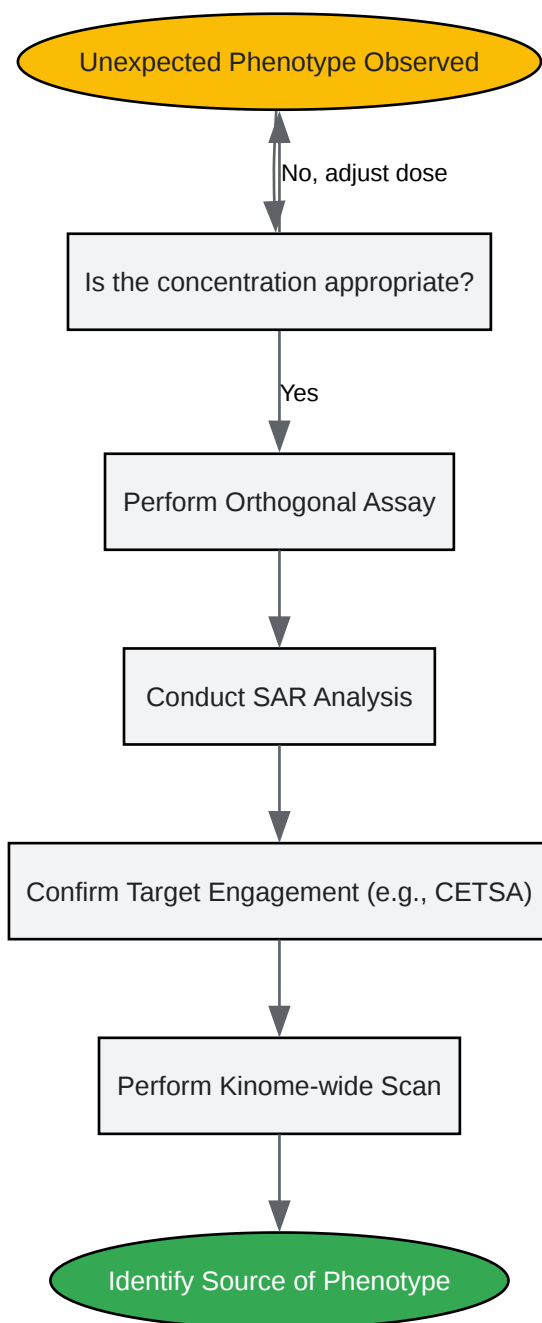 Unexpected Phenotype Observed
No, adjust dose
Is the concentration appropriate?
Yes
Perform Orthogonal Assay
Conduct SAR Analysis
Confirm Target Engagement (e.g., CETSA)
Perform Kinome-wide Scan
Identify Source of Phenotype